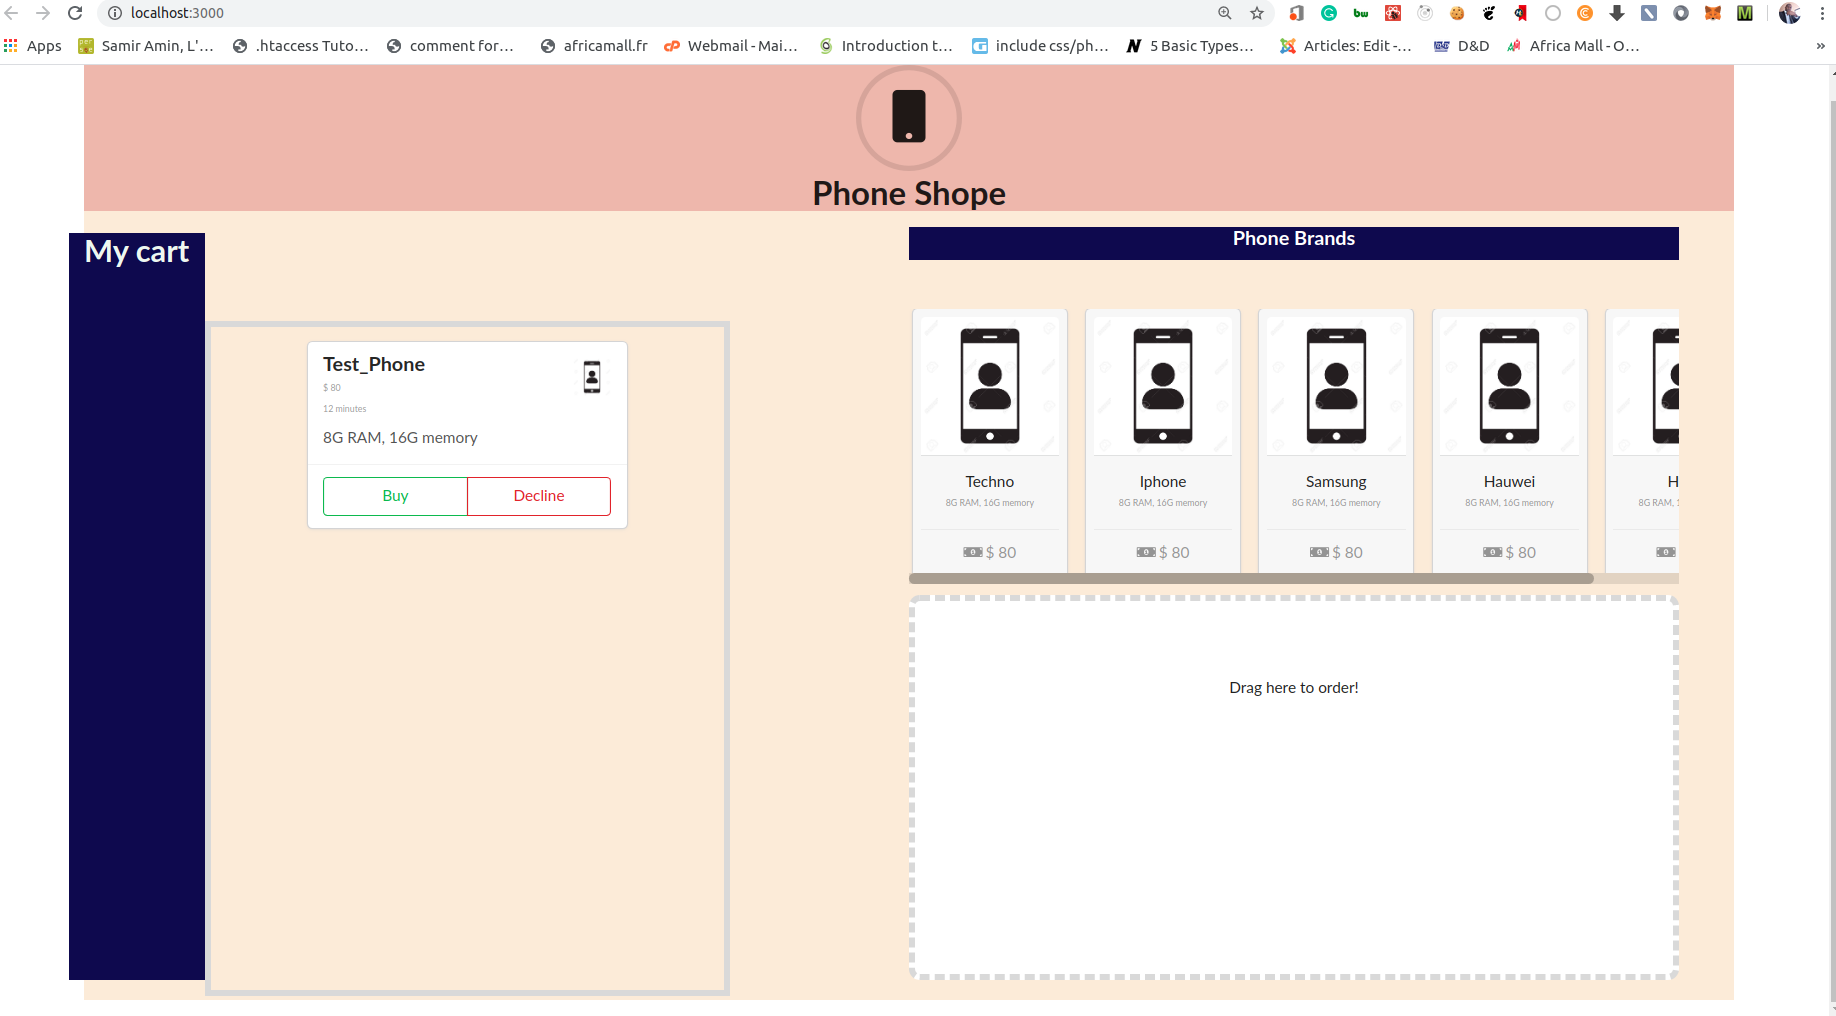 localhost:3000
Apps
Samir Amin, L'...
.htaccess Tuto...
comment for...
africamall.fr
Webmail - Mai...
Introduction t...
include css/ph...
5 Basic Types...
Articles: Edit -...
D&D
Africa Mall - O...
»
Phone Shope
My cart
Test_Phone
$ 80
12 minutes
8G RAM, 16G memory
Buy
Decline
Phone Brands
Techno
8G RAM, 16G memory
$ 80
Iphone
8G RAM, 16G memory
$ 80
Samsung
8G RAM, 16G memory
$ 80
Hauwei
8G RAM, 16G memory
$ 80
H
8G RAM,
Drag here to order!